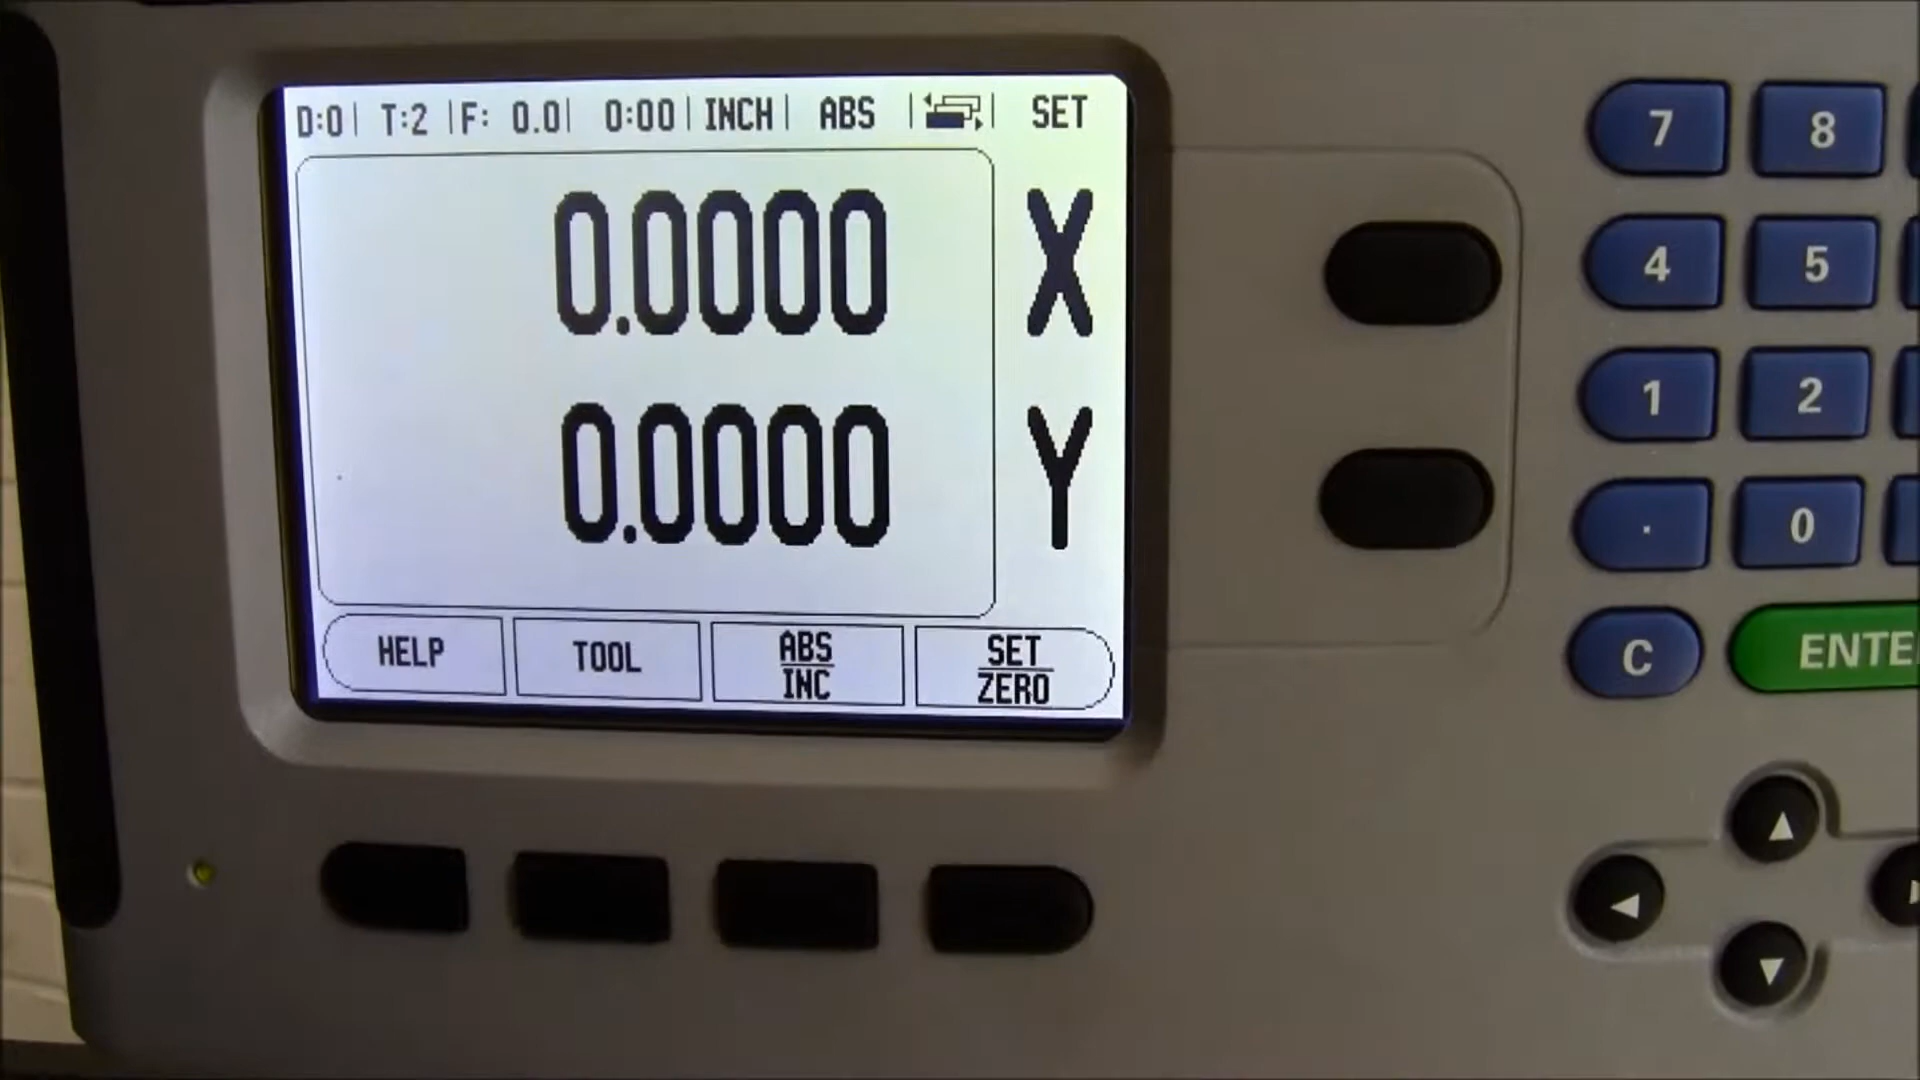 D:0 | T:2 | F: 0.0 | 0:00 | INCH | ABS | | SET
0.0000 X
0.0000 Y
HELP
TOOL
ABS
INC
SET
ZERO
7 8
4 5
1 2
. 0
C